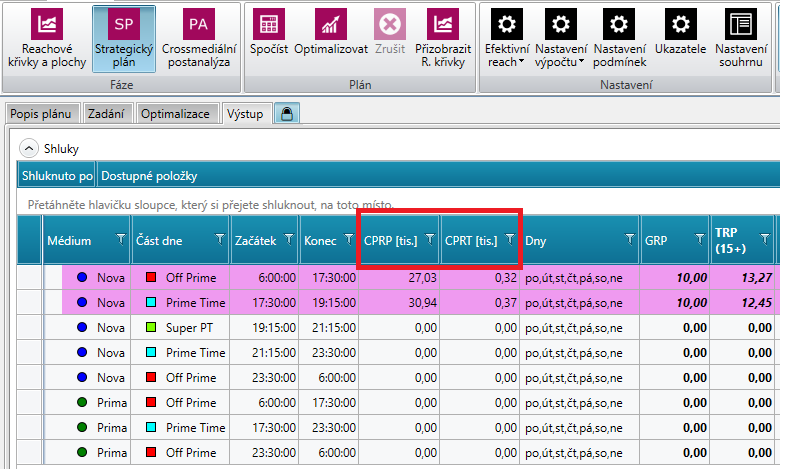 SP PA
Reachové křivky a plochy
Strategický plán
Crossmediální postanalýza
Fáze
Spočíst
Optimalizovat
Zrušit
Přizobrazit R. křivky
Plán
Efektivní reach
Nastavení výpočtu
Nastavení podmínek
Ukazatele
Nastavení souhrnu
Nastavení
Popis plánu Zadání Optimalizace Výstup
Shluky
Shluknuto po Dostupné položky
Přetáhněte hlavičku sloupce, který si přejete shluknout, na toto místo.
Médium Část dne Začátek Konec CPRP [tis.] CPRT [tis.] Dny GRP TRP (15+)
Nova Off Prime 6:00:00 17:30:00 27,03 0,32 po,út,st,čt,pá,so,ne 10,00 13,27
Nova Prime Time 17:30:00 19:15:00 30,94 0,37 po,út,st,čt,pá,so,ne 10,00 12,45
Nova Super PT 19:15:00 21:15:00 0,00 0,00 po,út,st,čt,pá,so,ne 0,00 0,00
Nova Prime Time 21:15:00 23:30:00 0,00 0,00 po,út,st,čt,pá,so,ne 0,00 0,00
Nova Off Prime 23:30:00 6:00:00 0,00 0,00 po,út,st,čt,pá,so,ne 0,00 0,00
Prima Off Prime 6:00:00 17:30:00 0,00 0,00 po,út,st,čt,pá,so,ne 0,00 0,00
Prima Prime Time 17:30:00 23:30:00 0,00 0,00 po,út,st,čt,pá,so,ne 0,00 0,00
Prima Off Prime 23:30:00 6:00:00 0,00 0,00 po,út,st,čt,pá,so,ne 0,00 0,00